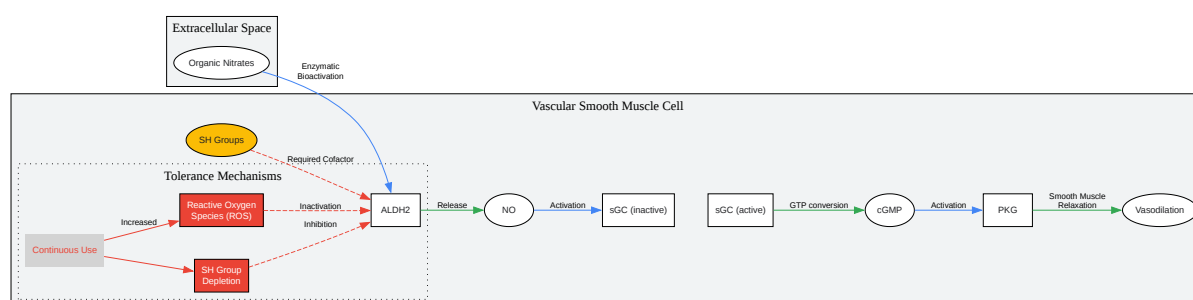 Extracellular Space
Organic Nitrates
Enzymatic
Bioactivation
Vascular Smooth Muscle Cell
SH Groups
Required Cofactor
Tolerance Mechanisms
Reactive Oxygen
Species (ROS)
Inactivation
ALDH2
Release
NO
Activation
sGC (inactive)
sGC (active)
GTP conversion
cGMP
Activation
PKG
Smooth Muscle
Relaxation
Vasodilation
Increased
Inhibition
Continuous Use
SH Group
Depletion